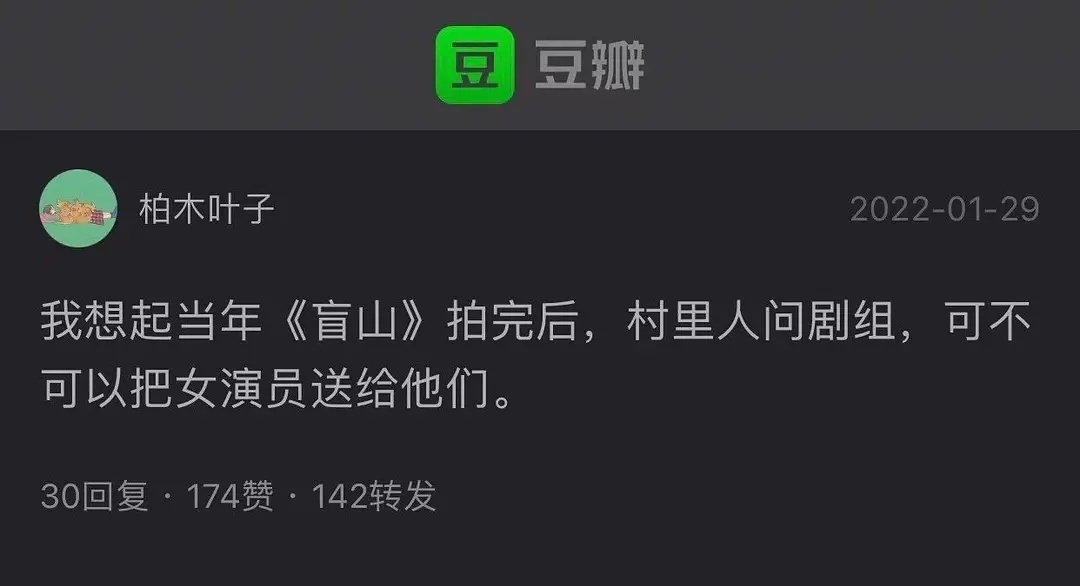 豆 豆瓣
柏木叶子 2022-01-29
我想起当年《盲山》拍完后，村里人问剧组，可不
可以把女演员送给他们。
30回复 · 174赞 · 142转发